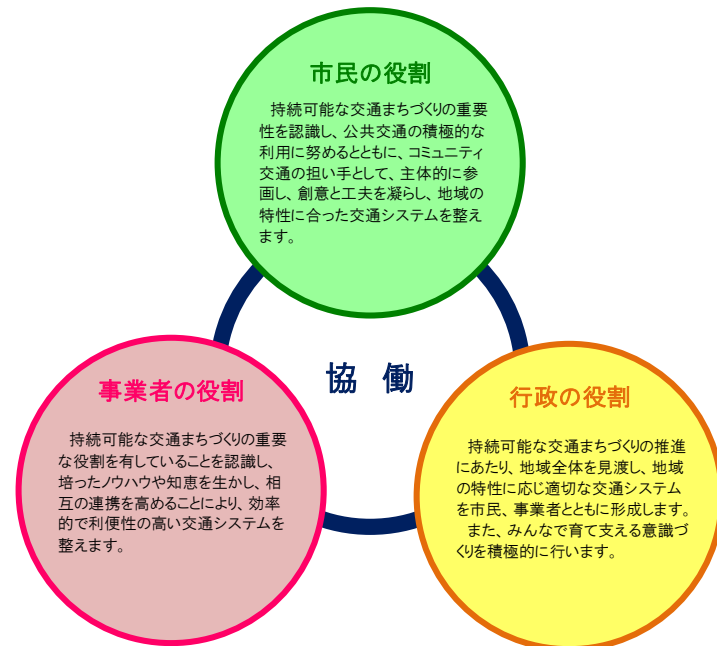 市民の役割
持続可能な交通まちづくりの重要
性を認識し、公共交通の積極的な
利用に努めるとともに、コミュニティ
交通の担い手として、主体的に参
画し、創意と工夫を凝らし、地域の
特性に合った交通システムを整え
ます。
協 働
事業者の役割
持続可能な交通まちづくりの重要
な役割を有していることを認識し、
培ったノウハウや知恵を生かし、相
互の連携を高めることにより、効率
的で利便性の高い交通システムを
整えます。
行政の役割
持続可能な交通まちづくりの推進
にあたり、地域全体を見渡し、地域
の特性に応じ適切な交通システム
を市民、事業者とともに形成します。
また、みんなで育て支える意識づ
くりを積極的に行います。